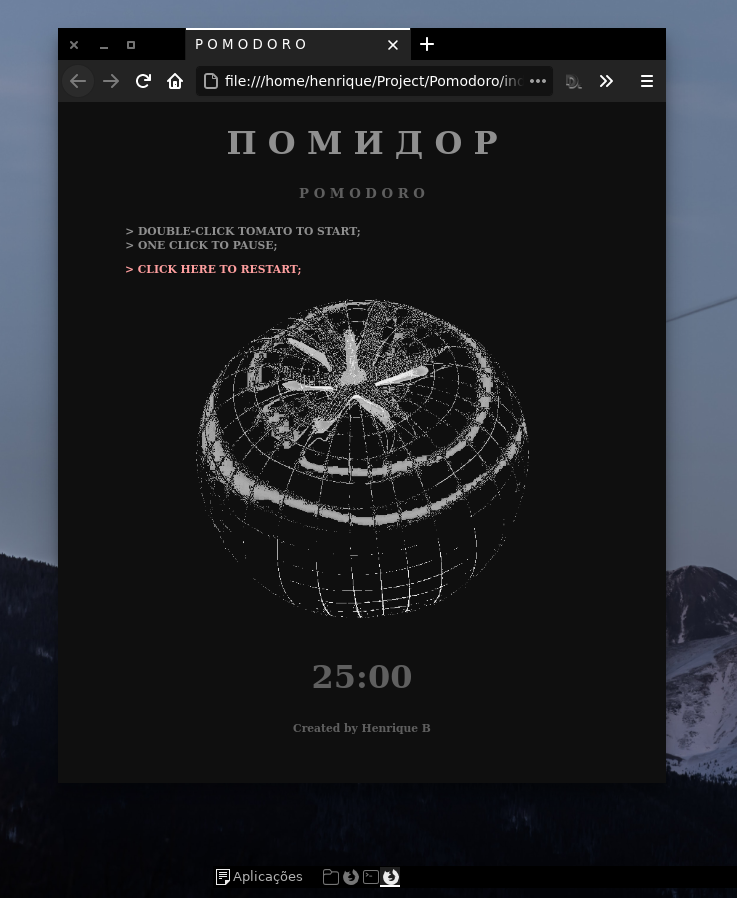 POMODORO
file:///home/henrique/Project/Pomodoro/in
ПОМИДОР
POMODORO
> DOUBLE-CLICK TOMATO TO START;
> ONE CLICK TO PAUSE;
> CLICK HERE TO RESTART;
25:00
Created by Henrique B
Aplicações